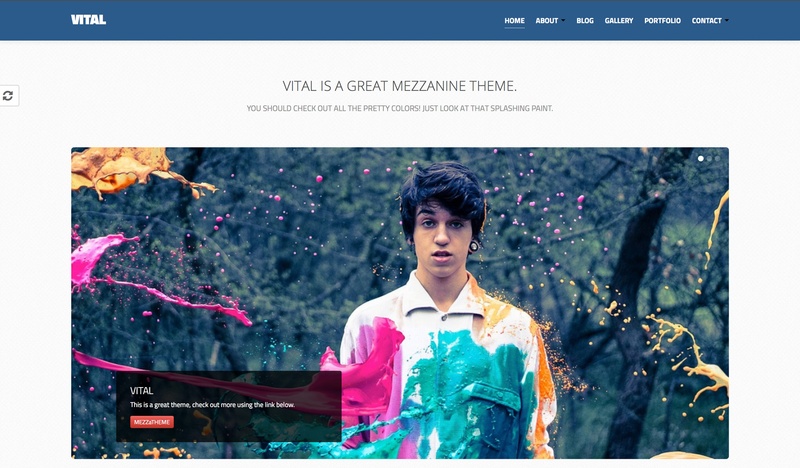 VITAL
HOME ABOUT BLOG GALLERY PORTFOLIO CONTACT
VITAL IS A GREAT MEZZANINE THEME.
YOU SHOULD CHECK OUT ALL THE PRETTY COLORS! JUST LOOK AT THAT SPLASHING PAINT.
VITAL
This is a great theme, check out more using the link below.
MEZZATHEME